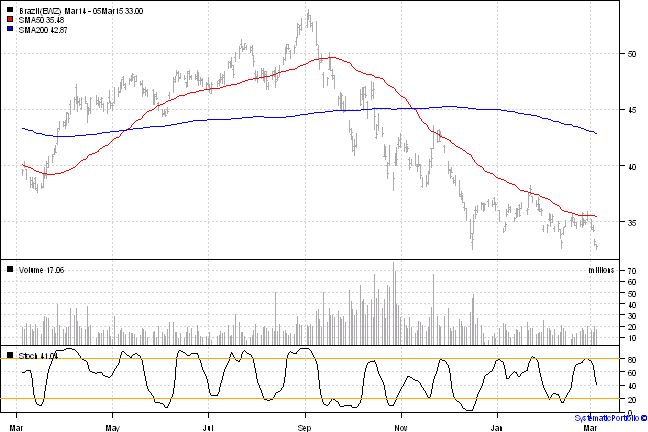 Brazil(EWZ) Mar14 - 05Mar15 33.00
SMA50 35.48
SMA200 42.87
50
45
40
35
Volume 17.06
millions
70
60
50
40
30
20
10
Stoch 41.04
80
60
40
20
0
Mar May Jul Sep Nov Jan Mar
SystematicPortfolio ©